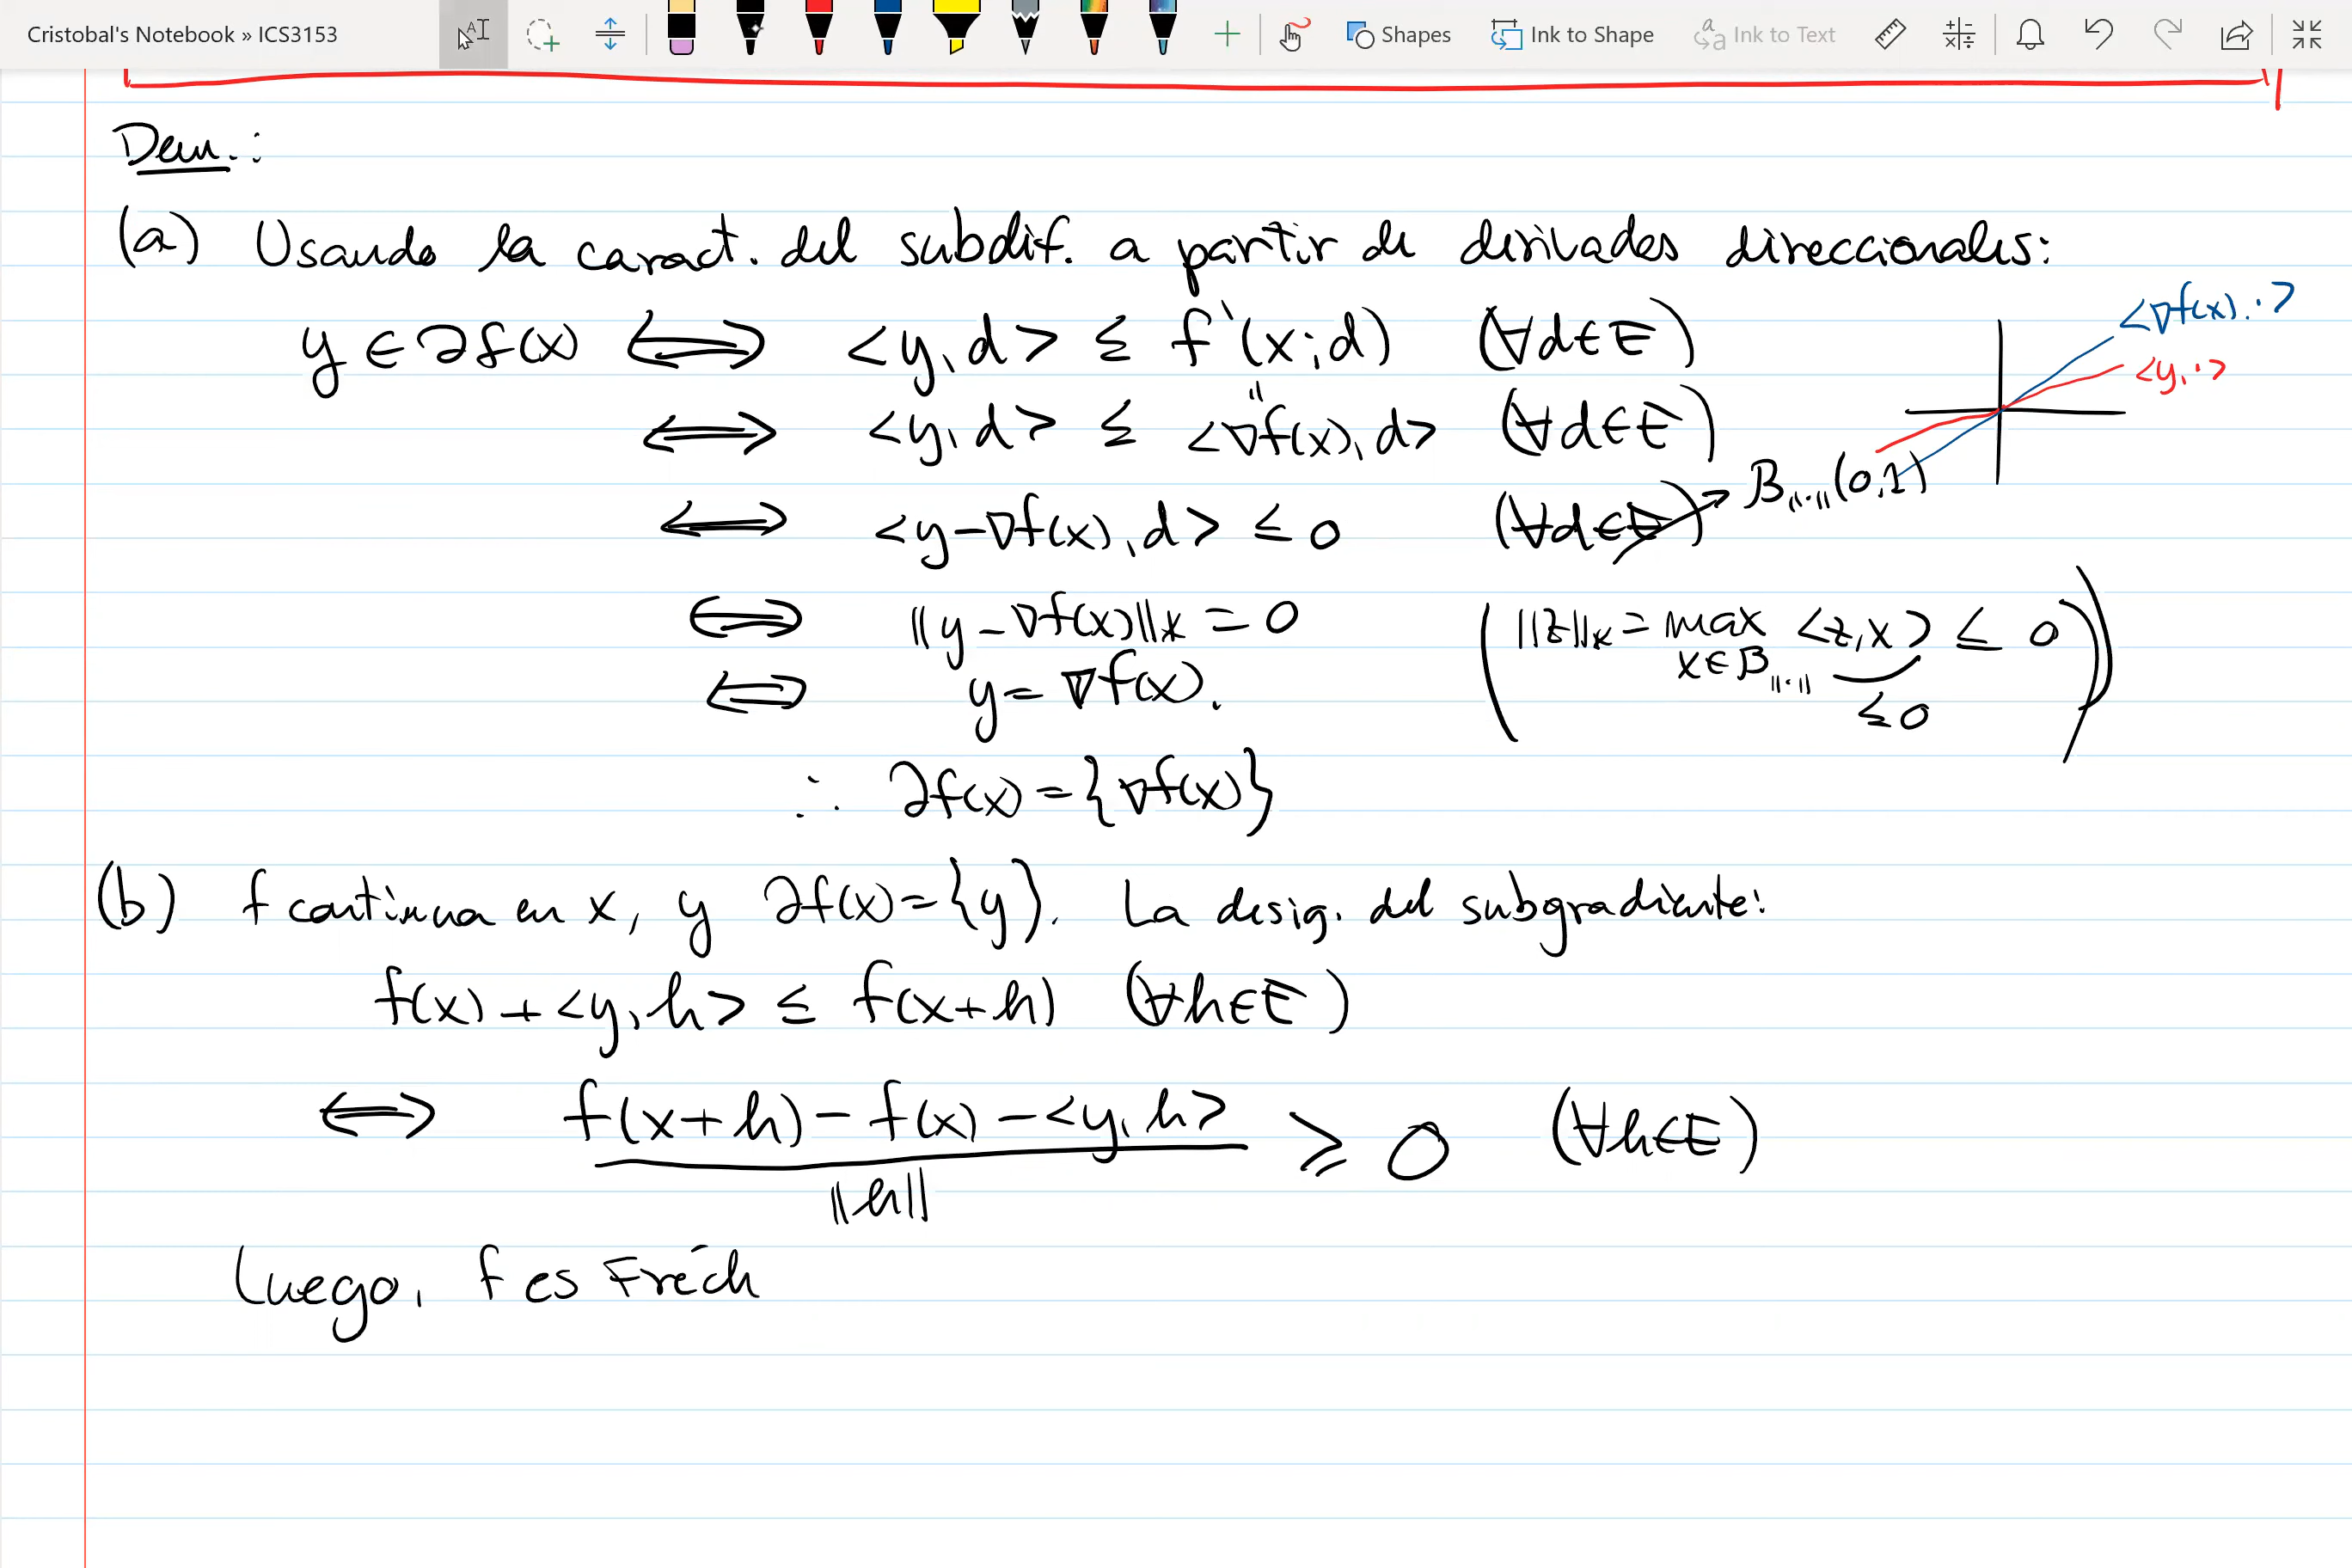 Cristobal's Notebook » ICS3153
Shapes
Ink to Shape
Ink to Text
Dem.:
(a) Usando la caract. del subdif. a partir de derivadas direccionales:
<∇f(x),·>
y ∈ ∂f(x) ⟺ <y,d> ≤ f'(x;d) (∀d∈E)
<y,·>
"
⟺ <y,d> ≤ <∇f(x),d> (∀d∈E)
⟺ <y-∇f(x),d> ≤ 0 (∀d∈E) → B‖·‖(0,1)
⟺ ‖y-∇f(x)‖* = 0 (‖z‖* = max <z,x> ≤ 0)
x∈B‖·‖ ≤0
⟺ y = ∇f(x).
∴ ∂f(x) = {∇f(x)}
(b) f continua en x, y ∂f(x)={y}. La desig. del subgradiente:
f(x)+<y,h> ≤ f(x+h) (∀h∈E)
⟺ f(x+h) - f(x) - <y,h> ≥ 0 (∀h∈E)
‖h‖
Luego, f es Fréch